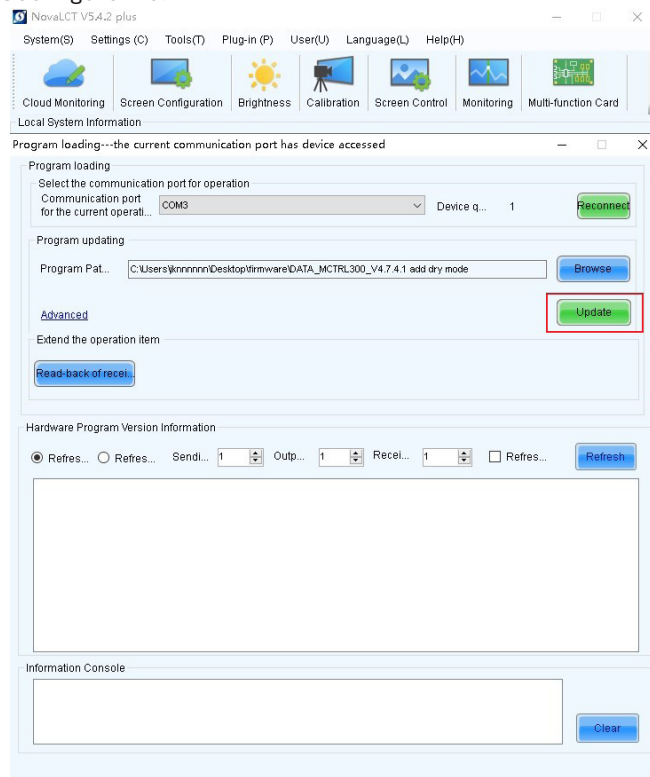 NovaLCT V5.4.2 plus
System(S) Settings (C) Tools(T) Plug-in (P) User(U) Language(L) Help(H)
Cloud Monitoring Screen Configuration Brightness Calibration Screen Control Monitoring Multi-function Card
Local System Information
Program loading---the current communication port has device accessed
Program loading
Select the communication port for operation
Communication port
for the current operati... COM3 Device q... 1 Reconnect
Program updating
Program Pat... C:\Users\jknnnnnn\Desktop\firmware\DATA_MCTRL300_V4.7.4.1 add dry mode Browse
Advanced Update
Extend the operation item
Read-back of recei...
Hardware Program Version Information
Refres... Refres... Sendi... 1 Outp... 1 Recei... 1 Refres... Refresh
Information Console
Clear